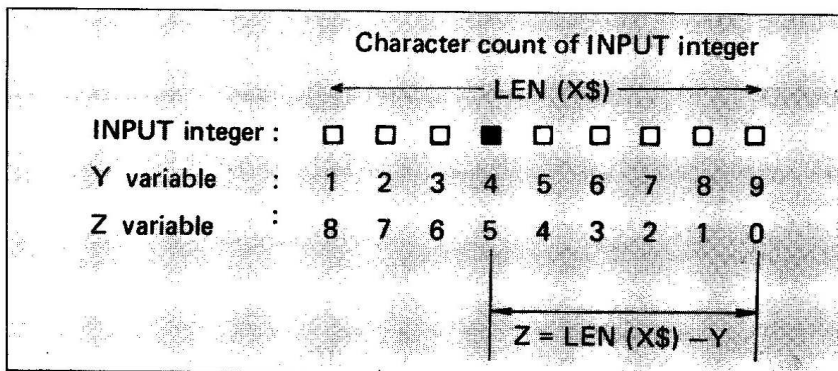 Character count of INPUT integer
LEN (X$)
INPUT integer : □ □ □ ■ □ □ □ □ □
Y variable : 1 2 3 4 5 6 7 8 9
Z variable : 8 7 6 5 4 3 2 1 0
Z = LEN (X$) –Y